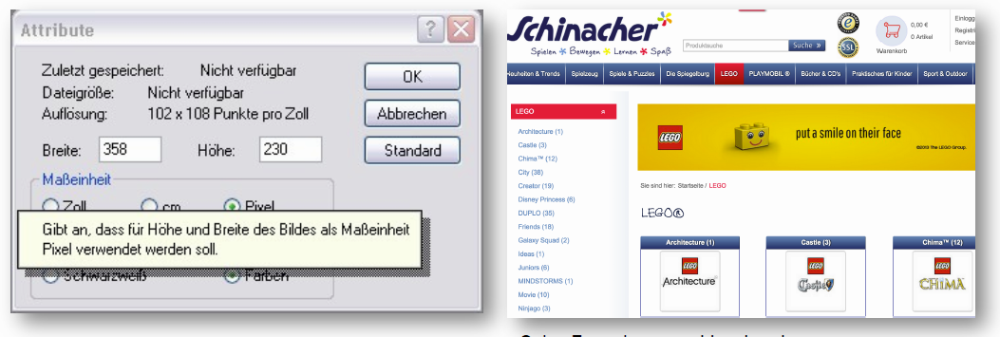 Attribute
Zuletzt gespeichert: Nicht verfügbar
Dateigröße: Nicht verfügbar
Auflösung: 102 x 108 Punkte pro Zoll
Breite: 358 Höhe: 230
Maßeinheit
Zoll cm Pixel
Gibt an, dass für Höhe und Breite des Bildes als Maßeinheit
Pixel verwendet werden soll.
Schwarzweiß Farben
OK
Abbrechen
Standard
Schinacher
Spielen Bewegen Lernen Spaß
Produktsuche Suche »
SSL
Warenkorb
0,00 €
0 Artikel
Einlogg
Registri
Service
Neuheiten & Trends Spielzeug Spiele & Puzzles Die Spiegelburg LEGO PLAYMOBIL ® Bücher & CD's Praktisches für Kinder Sport & Outdoor
LEGO
Architecture (1)
Castle (3)
Chima™ (12)
City (38)
Creator (19)
Disney Princess (6)
DUPLO (35)
Friends (18)
Galaxy Squad (2)
Ideas (1)
Juniors (6)
MINDSTORMS (1)
Movie (10)
Ninjago (3)
LEGO
put a smile on their face
©2010 The LEGO Group.
Sie sind hier: Startseite / LEGO
LEGO®
Architecture (1) Castle (3) Chima™ (12)
LEGO LEGO LEGO
Architecture Castle CHIMA